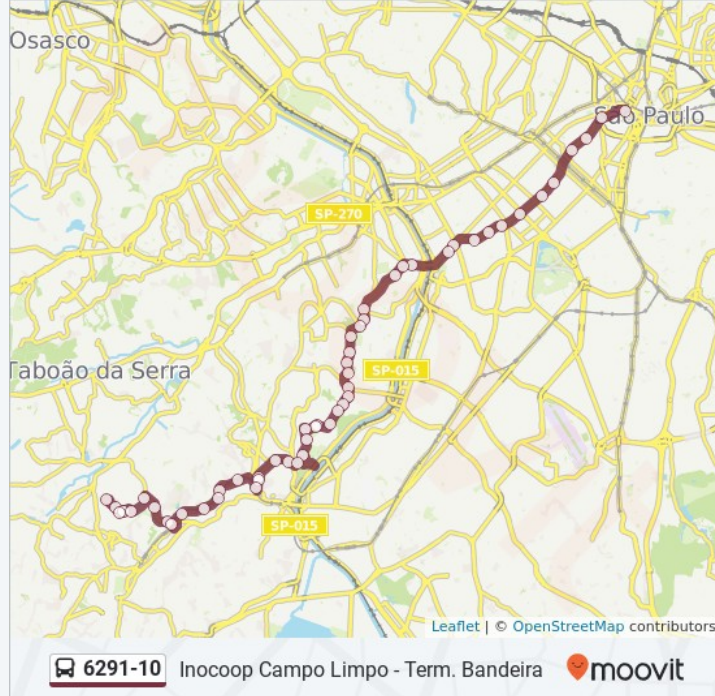 Osasco
São Paulo
SP-270
Taboão da Serra
SP-015
SP-015
Leaflet | © OpenStreetMap contributors
6291-10 Inocoop Campo Limpo - Term. Bandeira moovit